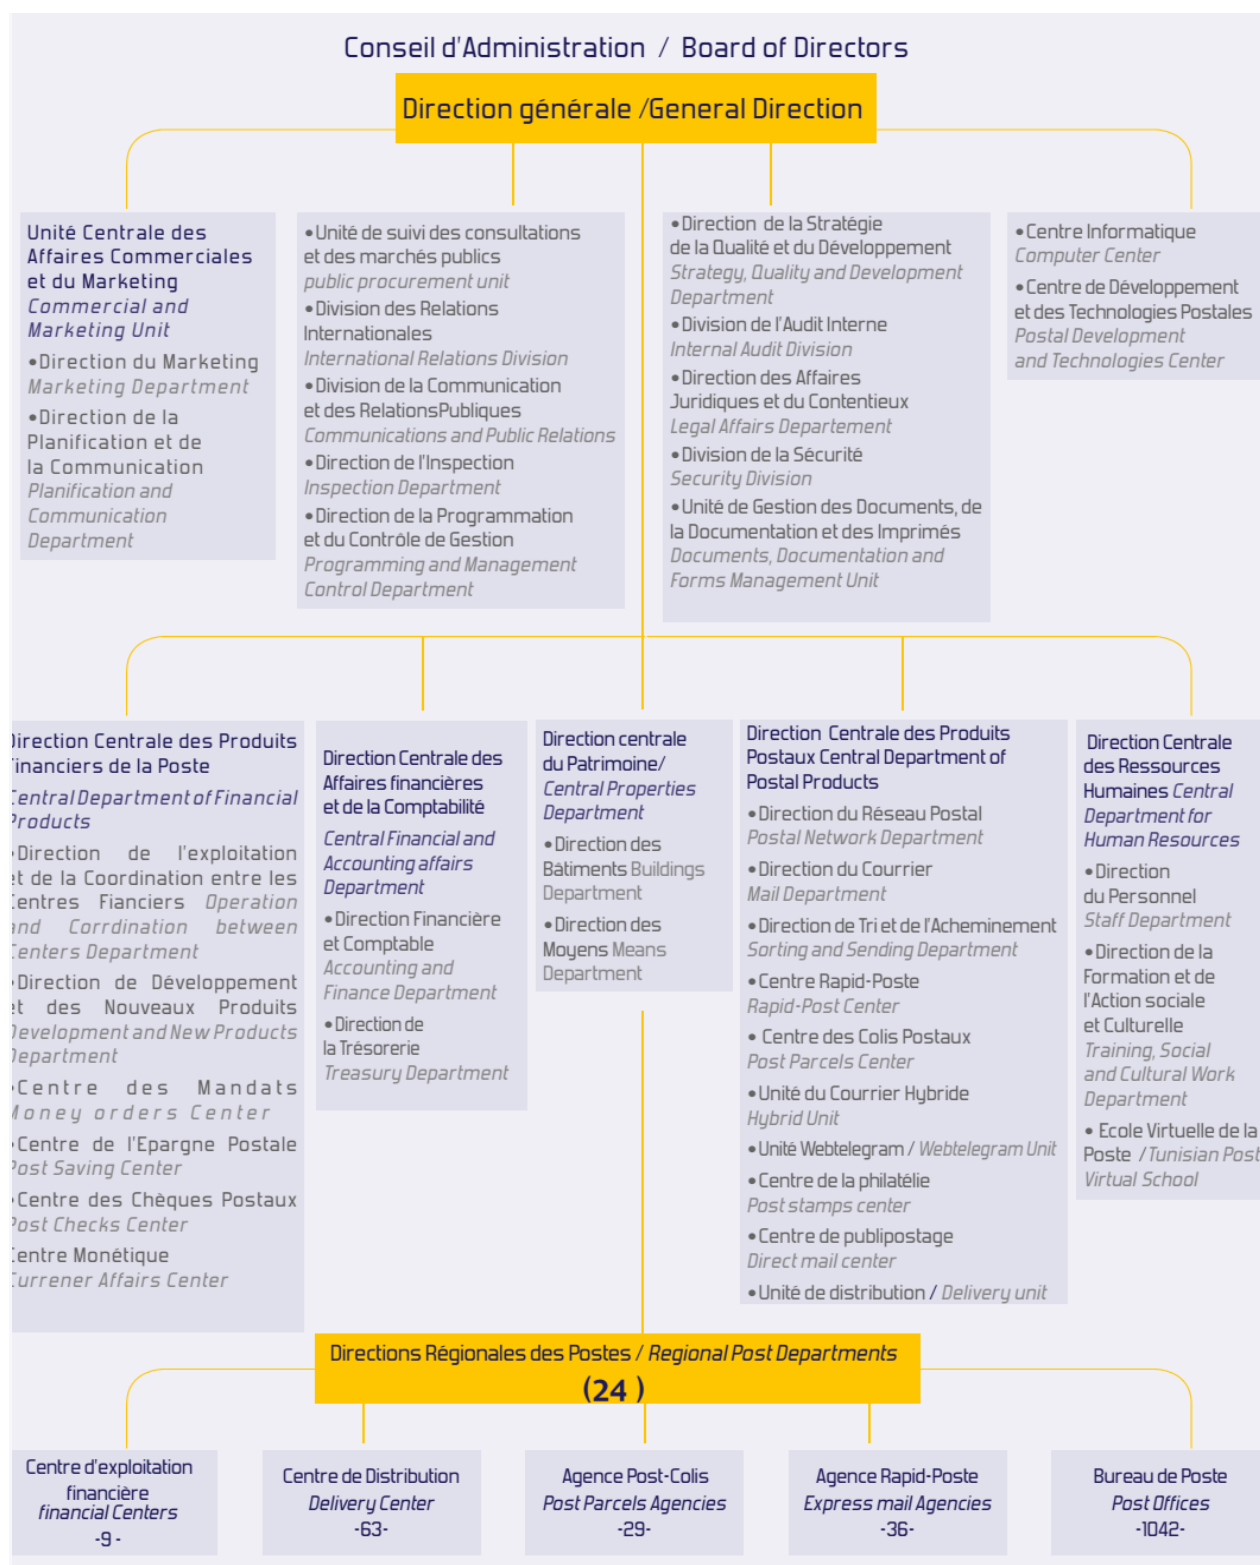 Conseil d'Administration / Board of Directors
Direction générale /General Direction
Unité Centrale des
Affaires Commerciales
et du Marketing
Commercial and
Marketing Unit
•Direction du Marketing
Marketing Department
•Direction de la
Planification et de
la Communication
Planification and
Communication
Department
•Unité de suivi des consultations
et des marchés publics
public procurement unit
•Division des Relations
Internationales
International Relations Division
•Division de la Communication
et des RelationsPubliques
Communications and Public Relations
•Direction de l'Inspection
Inspection Department
•Direction de la Programmation
et du Contrôle de Gestion
Programming and Management
Control Department
•Direction de la Stratégie
de la Qualité et du Développement
Strategy, Quality and Development
Department
•Division de l'Audit Interne
Internal Audit Division
•Direction des Affaires
Juridiques et du Contentieux
Legal Affairs Departement
•Division de la Sécurité
Security Division
•Unité de Gestion des Documents, de
la Documentation et des Imprimés
Documents, Documentation and
Forms Management Unit
•Centre Informatique
Computer Center
•Centre de Développement
et des Technologies Postales
Postal Development
and Technologies Center
Direction Centrale des Produits
Financiers de la Poste
Central Department of Financial
Products
•Direction de l'exploitation
et de la Coordination entre les
Centres Fianciers Operation
and Corrdination between
Centers Department
•Direction de Développement
et des Nouveaux Produits
Development and New Products
Department
•Centre des Mandats
Money orders Center
•Centre de l'Epargne Postale
Post Saving Center
•Centre des Chèques Postaux
Post Checks Center
Centre Monétique
Currener Affairs Center
Direction Centrale des
Affaires financières
et de la Comptabilité
Central Financial and
Accounting affairs
Department
•Direction Financière
et Comptable
Accounting and
Finance Department
•Direction de
la Trésorerie
Treasury Department
Direction centrale
du Patrimoine/
Central Properties
Department
•Direction des
Bâtiments Buildings
Department
•Direction des
Moyens Means
Department
Direction Centrale des Produits
Postaux Central Department of
Postal Products
•Direction du Réseau Postal
Postal Network Department
•Direction du Courrier
Mail Department
•Direction de Tri et de l'Acheminement
Sorting and Sending Department
•Centre Rapid-Poste
Rapid-Post Center
• Centre des Colis Postaux
Post Parcels Center
•Unité du Courrier Hybride
Hybrid Unit
•Unité Webtelegram / Webtelegram Unit
•Centre de la philatélie
Post stamps center
•Centre de publipostage
Direct mail center
•Unité de distribution / Delivery unit
Direction Centrale
des Ressources
Humaines Central
Department for
Human Resources
•Direction
du Personnel
Staff Department
•Direction de la
Formation et de
l'Action sociale
et Culturelle
Training, Social
and Cultural Work
Department
• Ecole Virtuelle de la
Poste /Tunisian Post
Virtual School
Directions Régionales des Postes / Regional Post Departments
(24 )
Centre d'exploitation
financière
financial Centers
-9 -
Centre de Distribution
Delivery Center
-63-
Agence Post-Colis
Post Parcels Agencies
-29-
Agence Rapid-Poste
Express mail Agencies
-36-
Bureau de Poste
Post Offices
-1042-